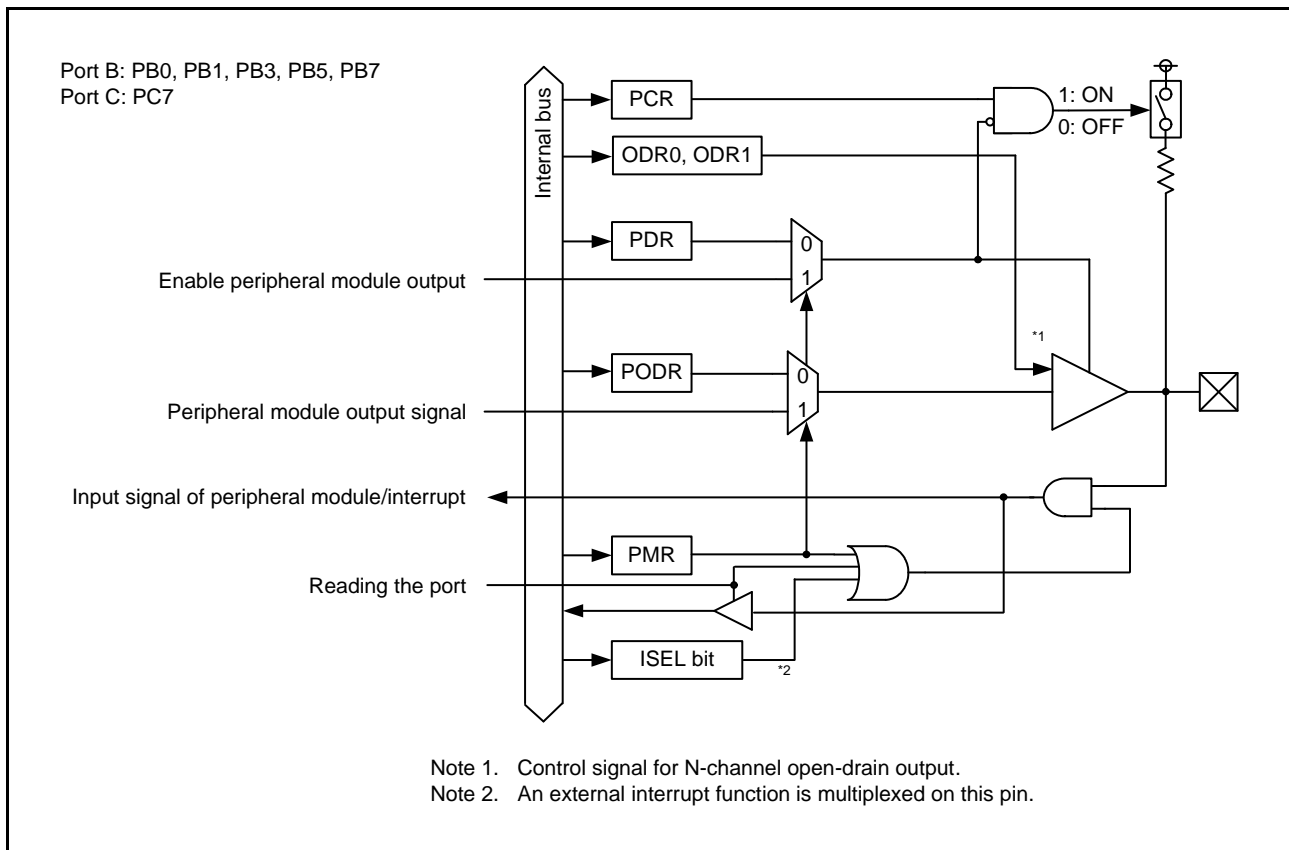 Port B: PB0, PB1, PB3, PB5, PB7
Port C: PC7
Internal bus
PCR
1: ON
0: OFF
ODR0, ODR1
PDR
0
Enable peripheral module output
1
*1
PODR
0
Peripheral module output signal
1
Input signal of peripheral module/interrupt
PMR
Reading the port
ISEL bit
*2
Note 1. Control signal for N-channel open-drain output.
Note 2. An external interrupt function is multiplexed on this pin.